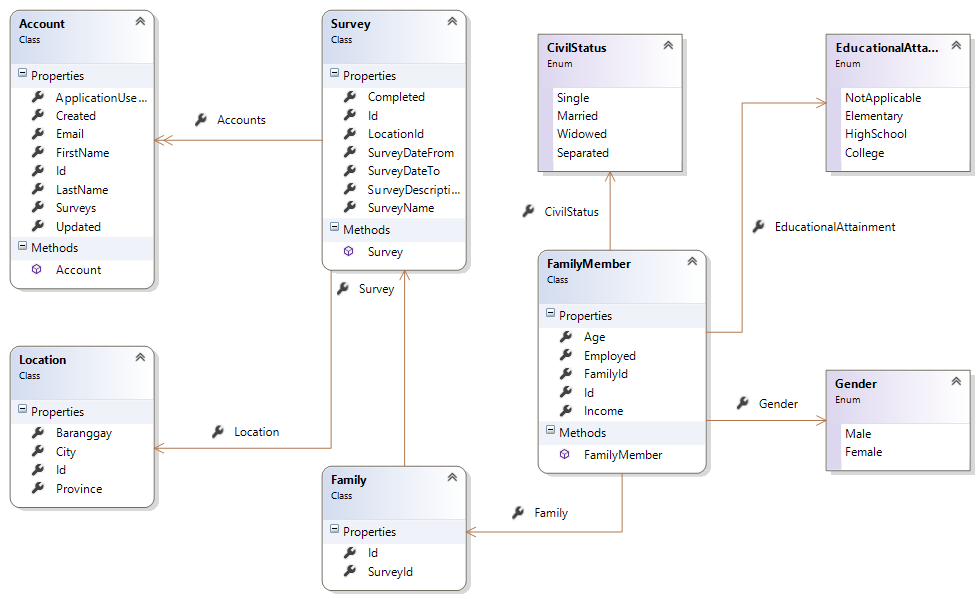 Account
Class
Properties
ApplicationUse...
Created
Email
FirstName
Id
LastName
Surveys
Updated
Methods
Account
Accounts
Survey
Class
Properties
Completed
Id
LocationId
SurveyDateFrom
SurveyDateTo
SurveyDescripti...
SurveyName
Methods
Survey
Survey
CivilStatus
Enum
Single
Married
Widowed
Separated
CivilStatus
EducationalAtta...
Enum
NotApplicable
Elementary
HighSchool
College
EducationalAttainment
FamilyMember
Class
Properties
Age
Employed
FamilyId
Id
Income
Methods
FamilyMember
Gender
Gender
Enum
Male
Female
Location
Class
Properties
Baranggay
City
Id
Province
Location
Family
Class
Properties
Id
SurveyId
Family